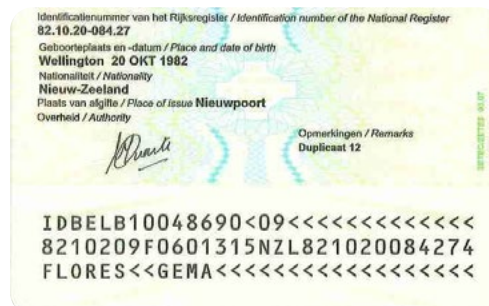 Identificatienummer van het Rijksregister / Identification number of the National Register
82.10.20-084.27
Geboorteplaats en -datum / Place and date of birth
Wellington 20 OKT 1982
Nationaliteit / Nationality
Nieuw-Zeeland
Plaats van afgifte / Place of issue Nieuwpoort
Overheid / Authority
Opmerkingen / Remarks
Duplicaat 12
IDBELB10048690<09<<<<<<<<<<<<<
8210209F0601315NZL821020084274
FLORES<<GEMA<<<<<<<<<<<<<<<<<<